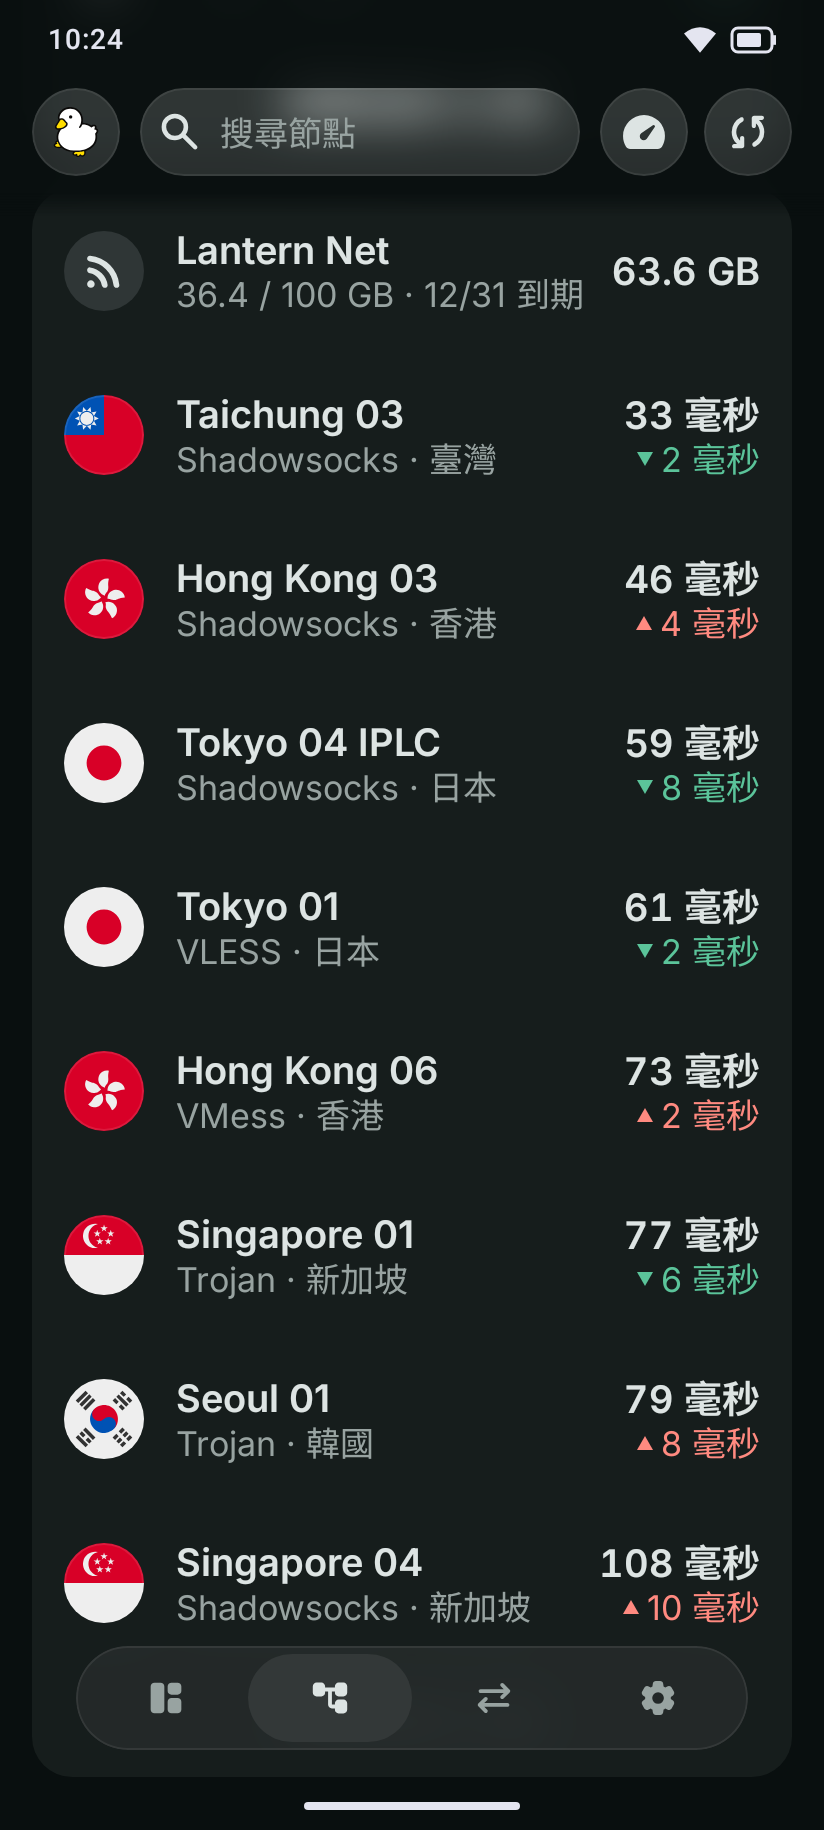 10:24
搜尋節點
Lantern Net
36.4 / 100 GB · 12/31 到期
63.6 GB
Taichung 03
Shadowsocks · 臺灣
33 毫秒
▼2 毫秒
Hong Kong 03
Shadowsocks · 香港
46 毫秒
▲4 毫秒
Tokyo 04 IPLC
Shadowsocks · 日本
59 毫秒
▼8 毫秒
Tokyo 01
VLESS · 日本
61 毫秒
▼2 毫秒
Hong Kong 06
VMess · 香港
73 毫秒
▲2 毫秒
Singapore 01
Trojan · 新加坡
77 毫秒
▼6 毫秒
Seoul 01
Trojan · 韓國
79 毫秒
▲8 毫秒
Singapore 04
Shadowsocks · 新加坡
108 毫秒
▲10 毫秒